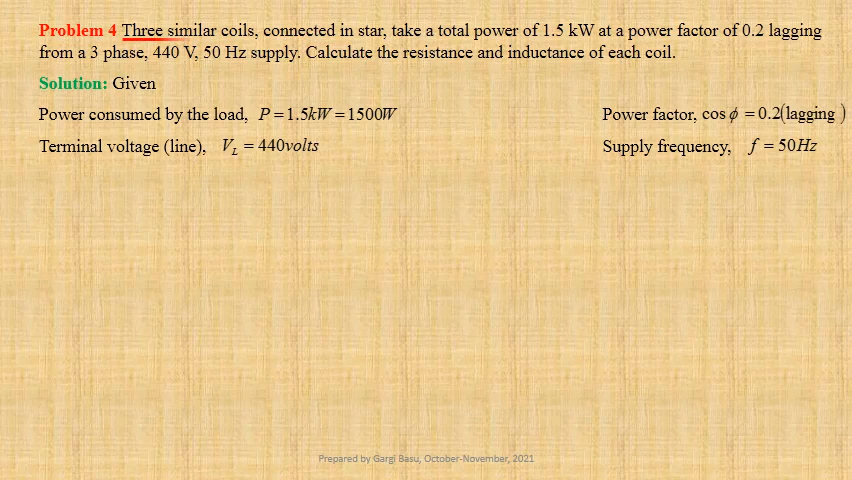 Problem 4 Three similar coils, connected in star, take a total power of 1.5 kW at a power factor of 0.2 lagging
from a 3 phase, 440 V, 50 Hz supply. Calculate the resistance and inductance of each coil.
Solution: Given
Power consumed by the load, P = 1.5kW = 1500W Power factor, cos ϕ = 0.2(lagging )
Terminal voltage (line), V_L = 440volts Supply frequency, f = 50Hz
Prepared by Gargi Basu, October-November, 2021